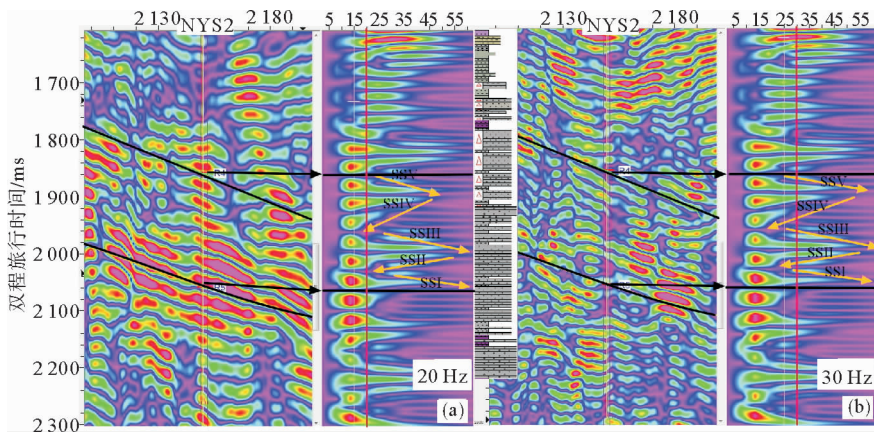 2 130 NYS2 2 180
5 15 25 35 45 55
2 130 NYS2 2 180
5 15 25 35 45 55
双程旅行时间/ms
1 700
1 800
1 900
2 000
2 100
2 200
2 300
R4
SSV
SSIV
SSIII
SSII
SSI
20 Hz
(a)
SSV
SSIV
SSIII
SSII
SSI
30 Hz
(b)